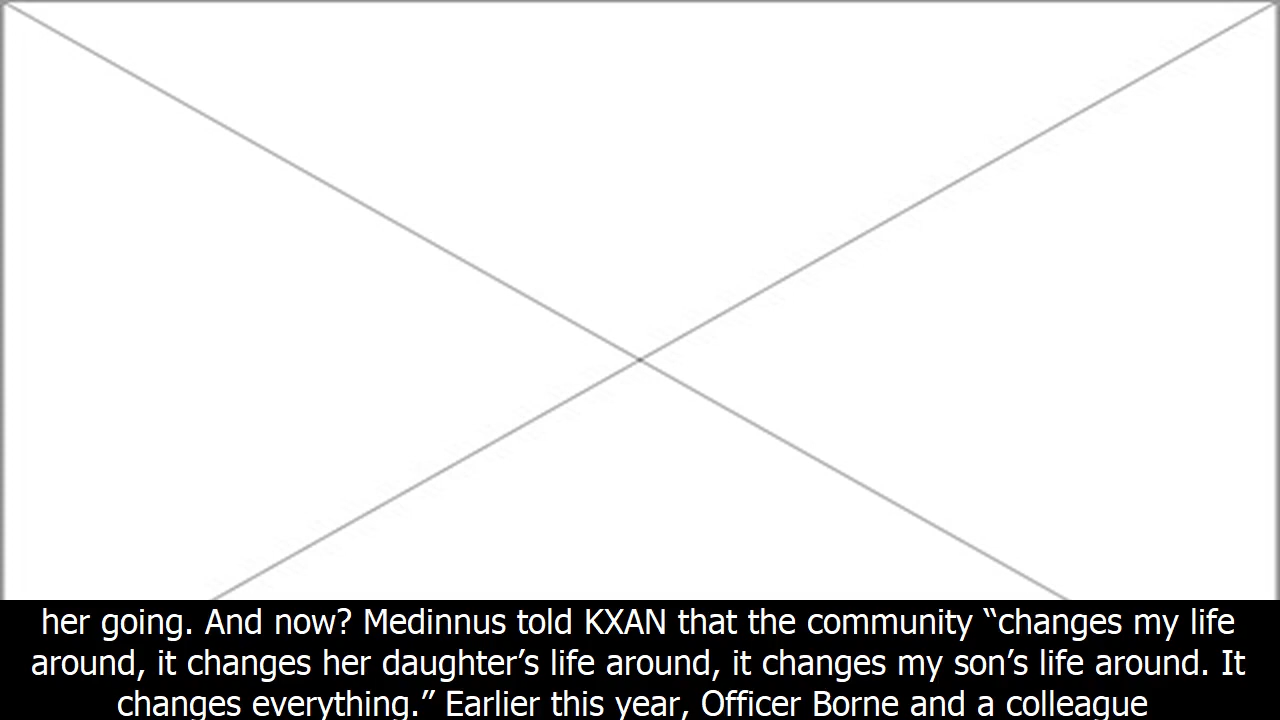 her going. And now? Medinnus told KXAN that the community “changes my life
around, it changes her daughter’s life around, it changes my son’s life around. It
changes everything.” Earlier this year, Officer Borne and a colleague